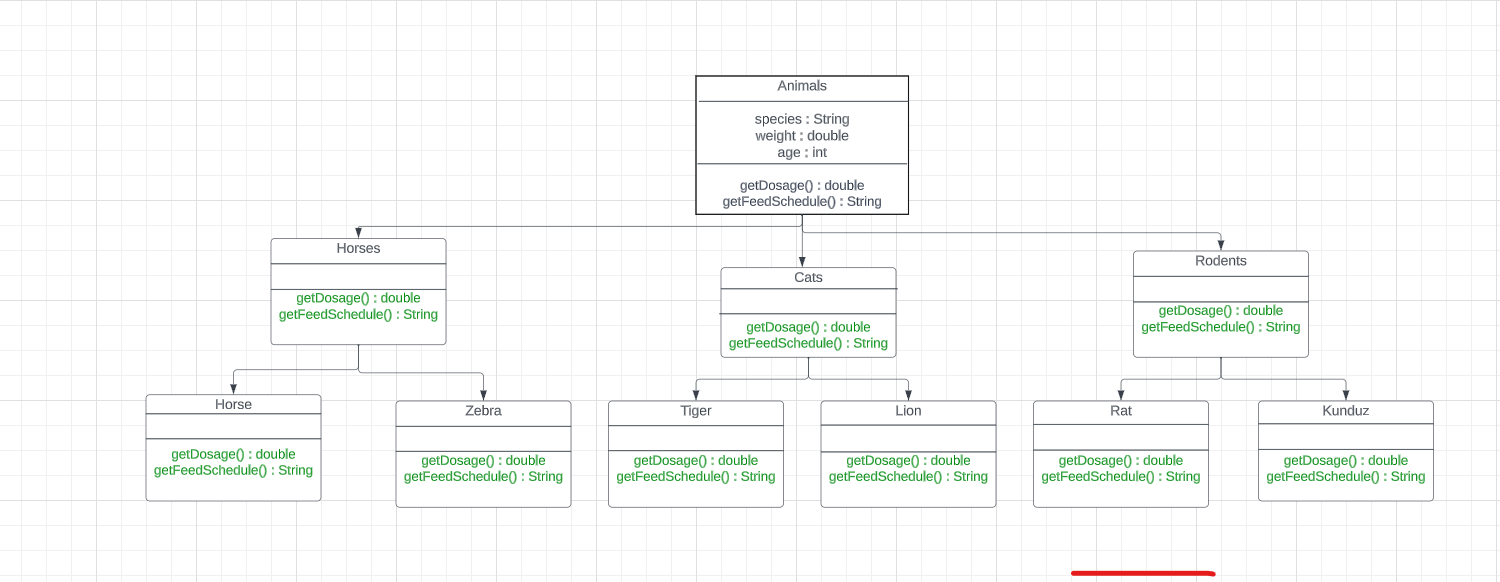 Animals
species : String
weight : double
age : int
getDosage() : double
getFeedSchedule() : String
Horses
getDosage() : double
getFeedSchedule() : String
Cats
getDosage() : double
getFeedSchedule() : String
Rodents
getDosage() : double
getFeedSchedule() : String
Horse
getDosage() : double
getFeedSchedule() : String
Zebra
getDosage() : double
getFeedSchedule() : String
Tiger
getDosage() : double
getFeedSchedule() : String
Lion
getDosage() : double
getFeedSchedule() : String
Rat
getDosage() : double
getFeedSchedule() : String
Kunduz
getDosage() : double
getFeedSchedule() : String